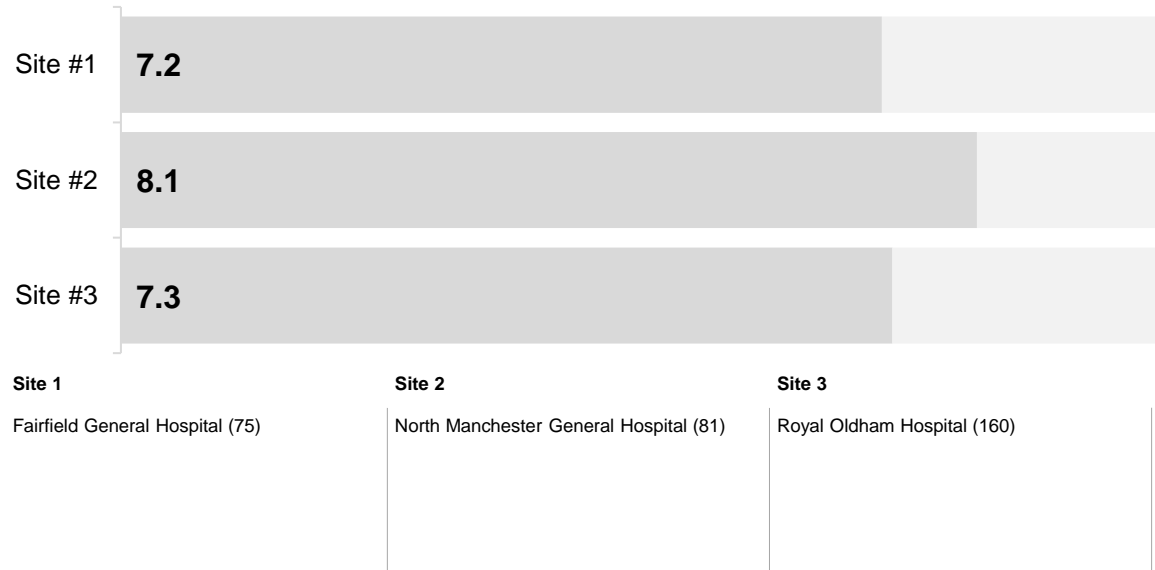 Site #1 7.2
Site #2 8.1
Site #3 7.3
Site 1 Site 2 Site 3
Fairfield General Hospital (75) North Manchester General Hospital (81) Royal Oldham Hospital (160)